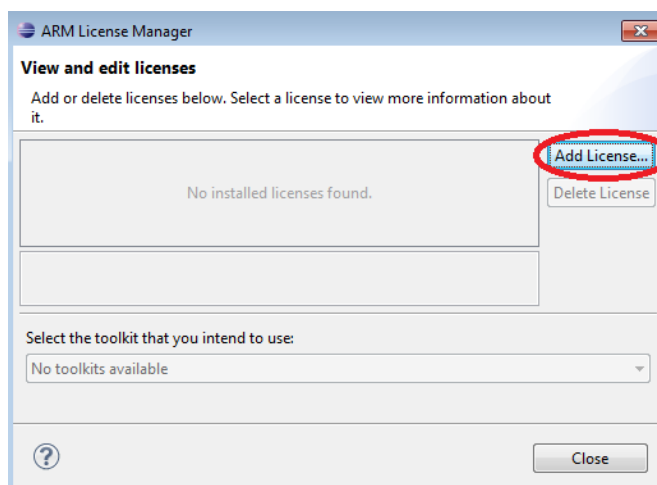 ARM License Manager
View and edit licenses
Add or delete licenses below. Select a license to view more information about
it.
No installed licenses found.
Add License...
Delete License
Select the toolkit that you intend to use:
No toolkits available
?
Close